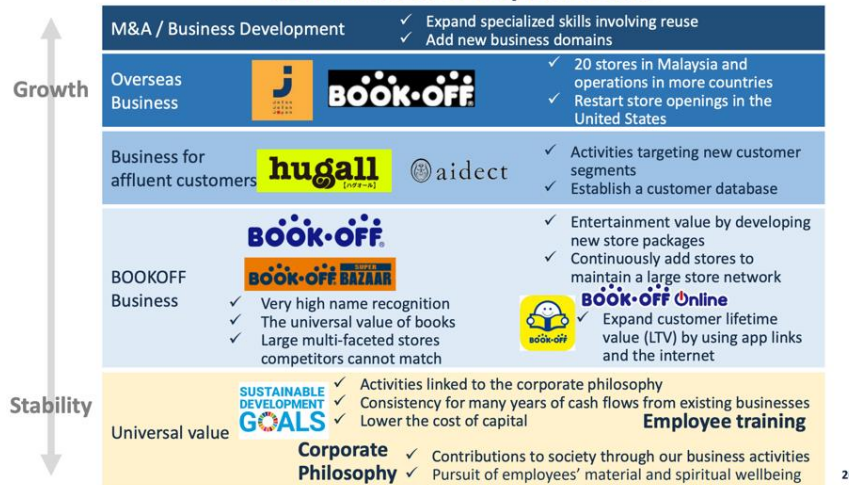 M&A / Business Development
✓ Expand specialized skills involving reuse
✓ Add new business domains
Growth
Overseas
Business
BOOK·OFF
✓ 20 stores in Malaysia and
operations in more countries
✓ Restart store openings in the
United States
Business for
affluent customers
hugall
【ハグオール】
aidect
✓ Activities targeting new customer
segments
✓ Establish a customer database
BOOKOFF
Business
BOOK·OFF
BOOK·OFF SUPER BAZAAR
✓ Very high name recognition
✓ The universal value of books
✓ Large multi-faceted stores
competitors cannot match
✓ Entertainment value by developing
new store packages
✓ Continuously add stores to
maintain a large store network
BOOK·OFF Online
BOOK·OFF
✓ Expand customer lifetime
value (LTV) by using app links
and the internet
Stability
Universal value
SUSTAINABLE
DEVELOPMENT
GOALS
✓ Activities linked to the corporate philosophy
✓ Consistency for many years of cash flows from existing businesses
✓ Lower the cost of capital
Employee training
Corporate
Philosophy
✓ Contributions to society through our business activities
✓ Pursuit of employees' material and spiritual wellbeing